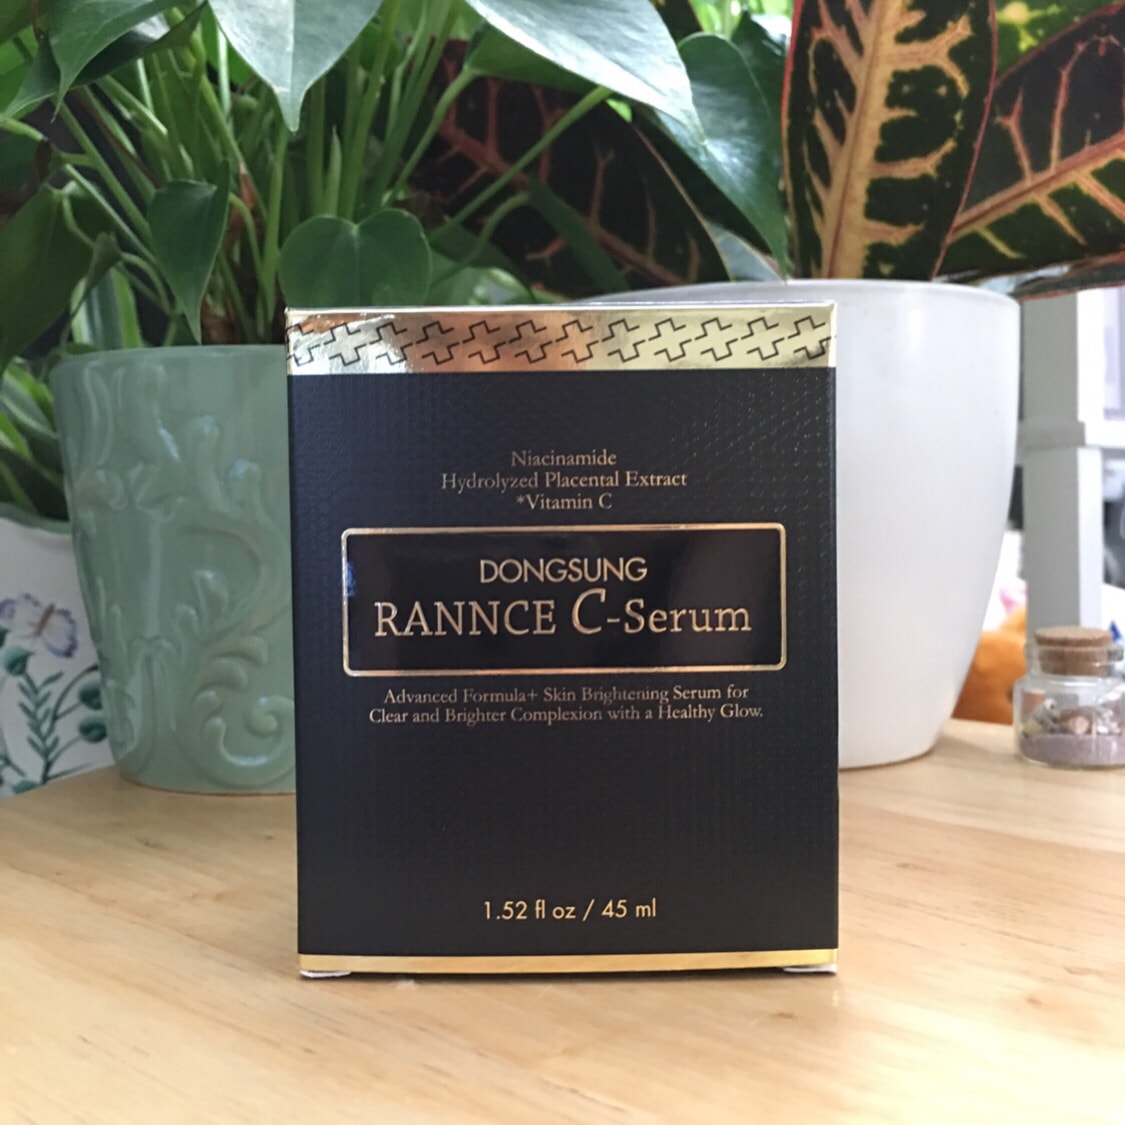 Niacinamide
Hydrolyzed Placental Extract
*Vitamin C
DONGSUNG
RANNCE C-Serum
Advanced Formula+ Skin Brightening Serum for
Clear and Brighter Complexion with a Healthy Glow.
1.52 fl oz / 45 ml